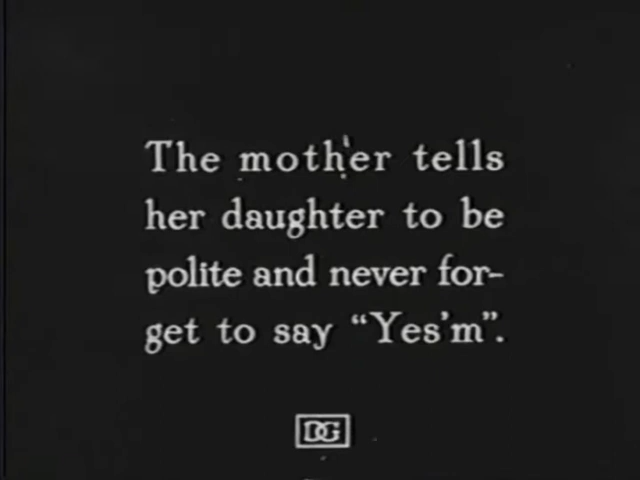 The mother tells
her daughter to be
polite and never for-
get to say “Yes'm”.
DG